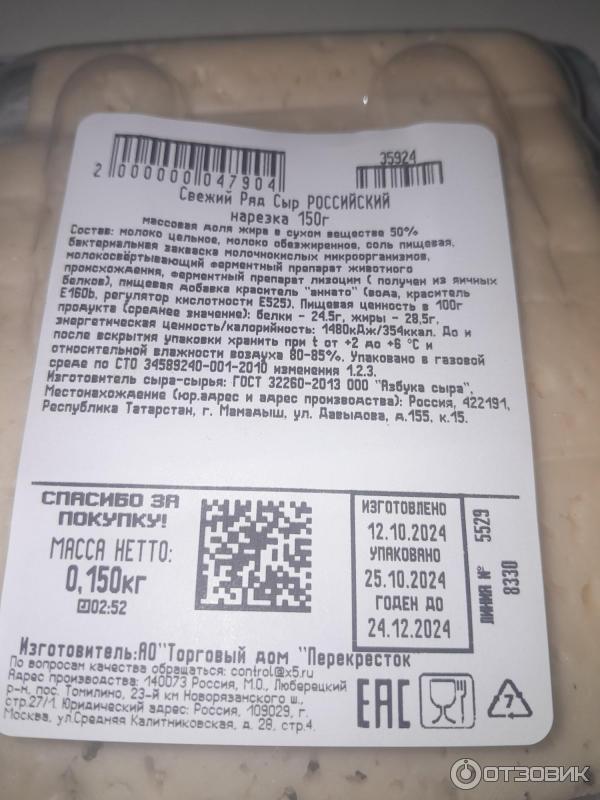 2 000000 047904
35924
Свежий Ряд Сыр РОССИЙСКИЙ
нарезка 150г
массовая доля жира в сухом веществе 50%
Состав: молоко цельное, молоко обезжиренное, соль пищевая,
бактериальная закваска молочнокислых микроорганизмов,
молокосвёртывающий ферментный препарат животного
происхождения, ферментный препарат лизоцим ( получен из яичных
белков), пищевая добавка краситель "аннато" (вода, краситель
Е160b, регулятор кислотности Е525). Пищевая ценность в 100г
продукта (среднее значение): белки - 24.5г, жиры - 28,5г,
энергетическая ценность/калорийность: 1480кДж/354ккал. До и
после вскрытия упаковки хранить при t от +2 до +6 °С и
относительной влажности воздуха 80-85%. Упаковано в газовой
среде по СТО 34589240-001-2010 изменения 1.2.3.
Изготовитель сыра-сырья: ГОСТ 32260-2013 ООО "Азбука сыра",
Местонахождение (юр.адрес и адрес производства): Россия, 422191,
Республика Татарстан, г. Мамадыш, ул. Давыдова, д.155, к.15.
СПАСИБО ЗА
ПОКУПКУ!
МАССА НЕТТО:
0,150кг
02:52
ИЗГОТОВЛЕНО
12.10.2024
УПАКОВАНО
25.10.2024
ГОДЕН ДО
24.12.2024
ЛИНИЯ № 5529
8330
Изготовитель:АО"Торговый дом "Перекресток
По вопросам качества обращаться: control@x5.ru
Адрес производства: 140073 Россия, М.О., Люберецкий
р-н, пос. Томилино, 23-й км Новорязанского ш.,
стр.27/1. Юридический адрес: Россия, 109029, г.
Москва, ул.Средняя Калитниковская, д. 28, стр.4.
ЕАС
7
ОТЗОВИК